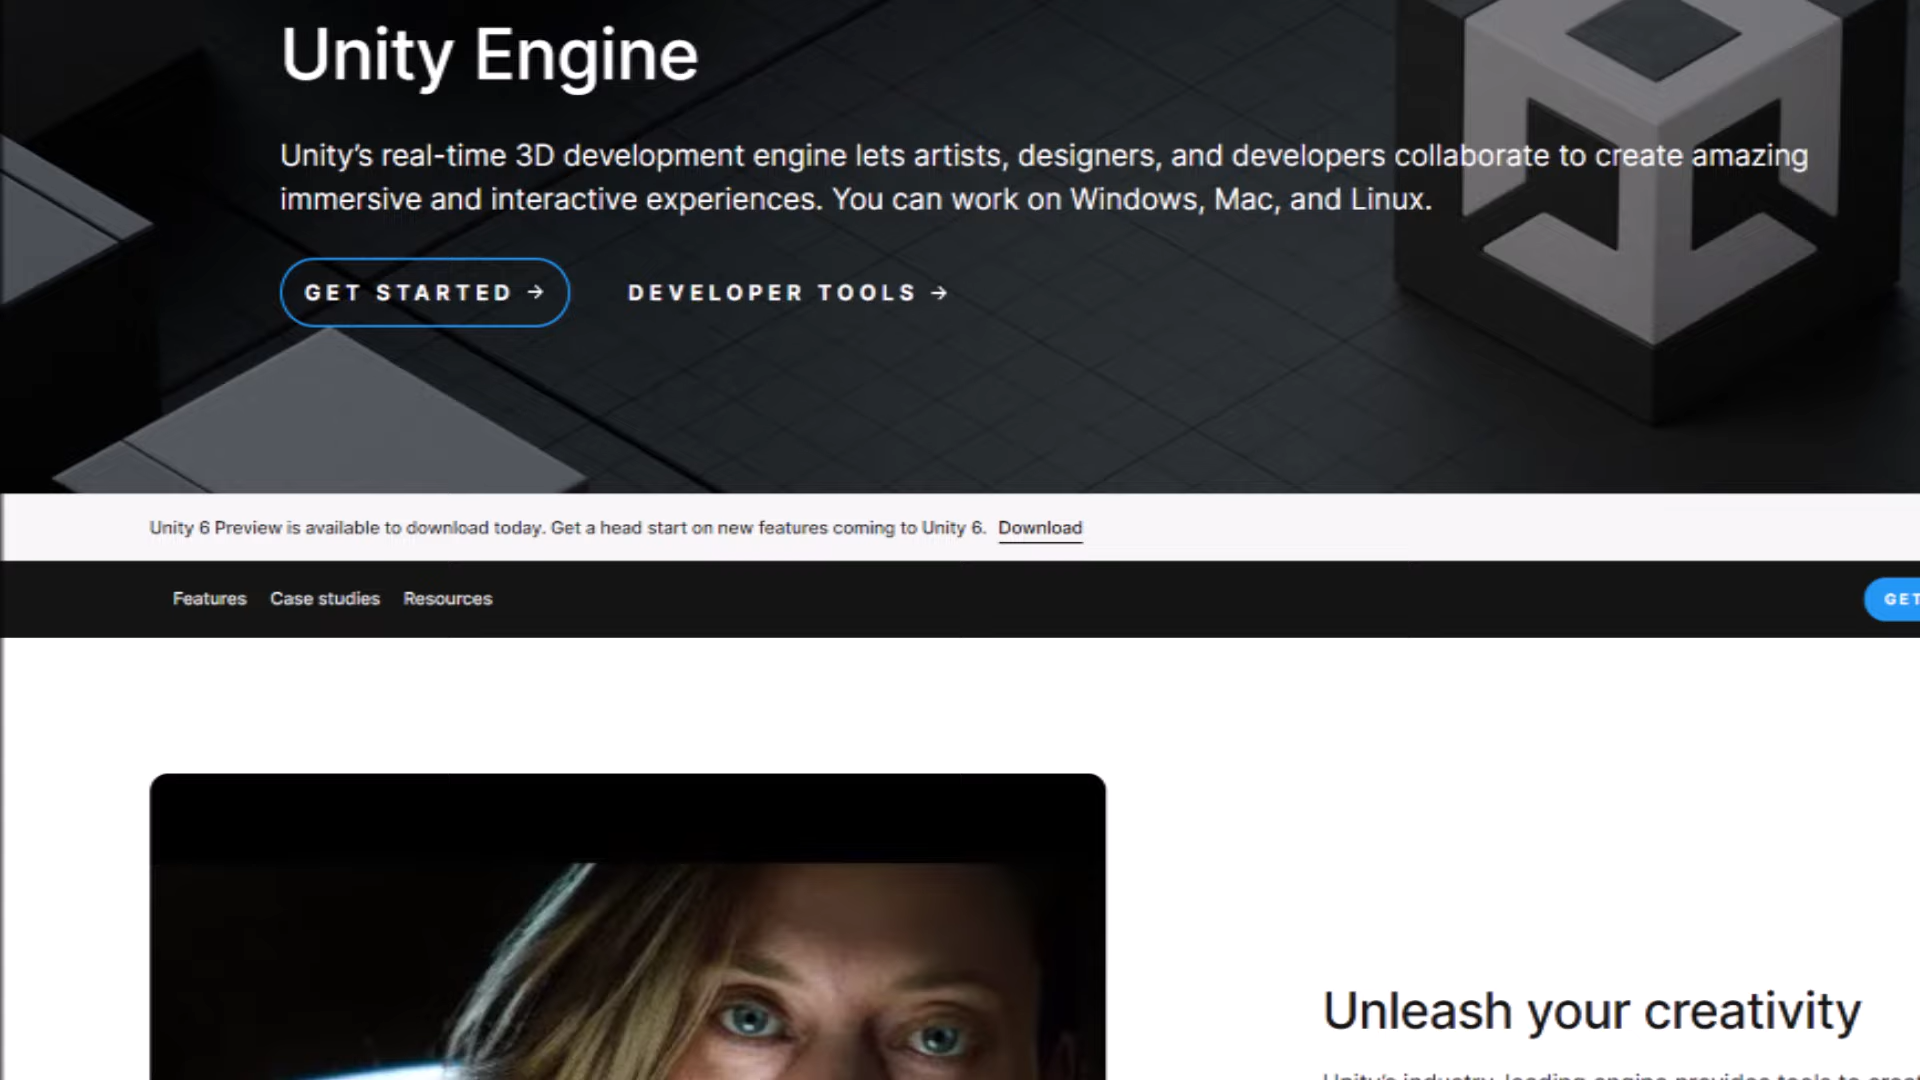 Unity Engine
Unity’s real-time 3D development engine lets artists, designers, and developers collaborate to create amazing
immersive and interactive experiences. You can work on Windows, Mac, and Linux.
GET STARTED → DEVELOPER TOOLS →
Unity 6 Preview is available to download today. Get a head start on new features coming to Unity 6. Download
Features Case studies Resources GET
Unleash your creativity